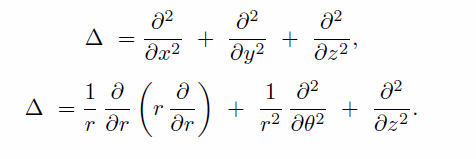 Δ = ∂²/∂x² + ∂²/∂y² + ∂²/∂z²,
Δ = 1/r ∂/∂r (r ∂/∂r) + 1/r² ∂²/∂θ² + ∂²/∂z².